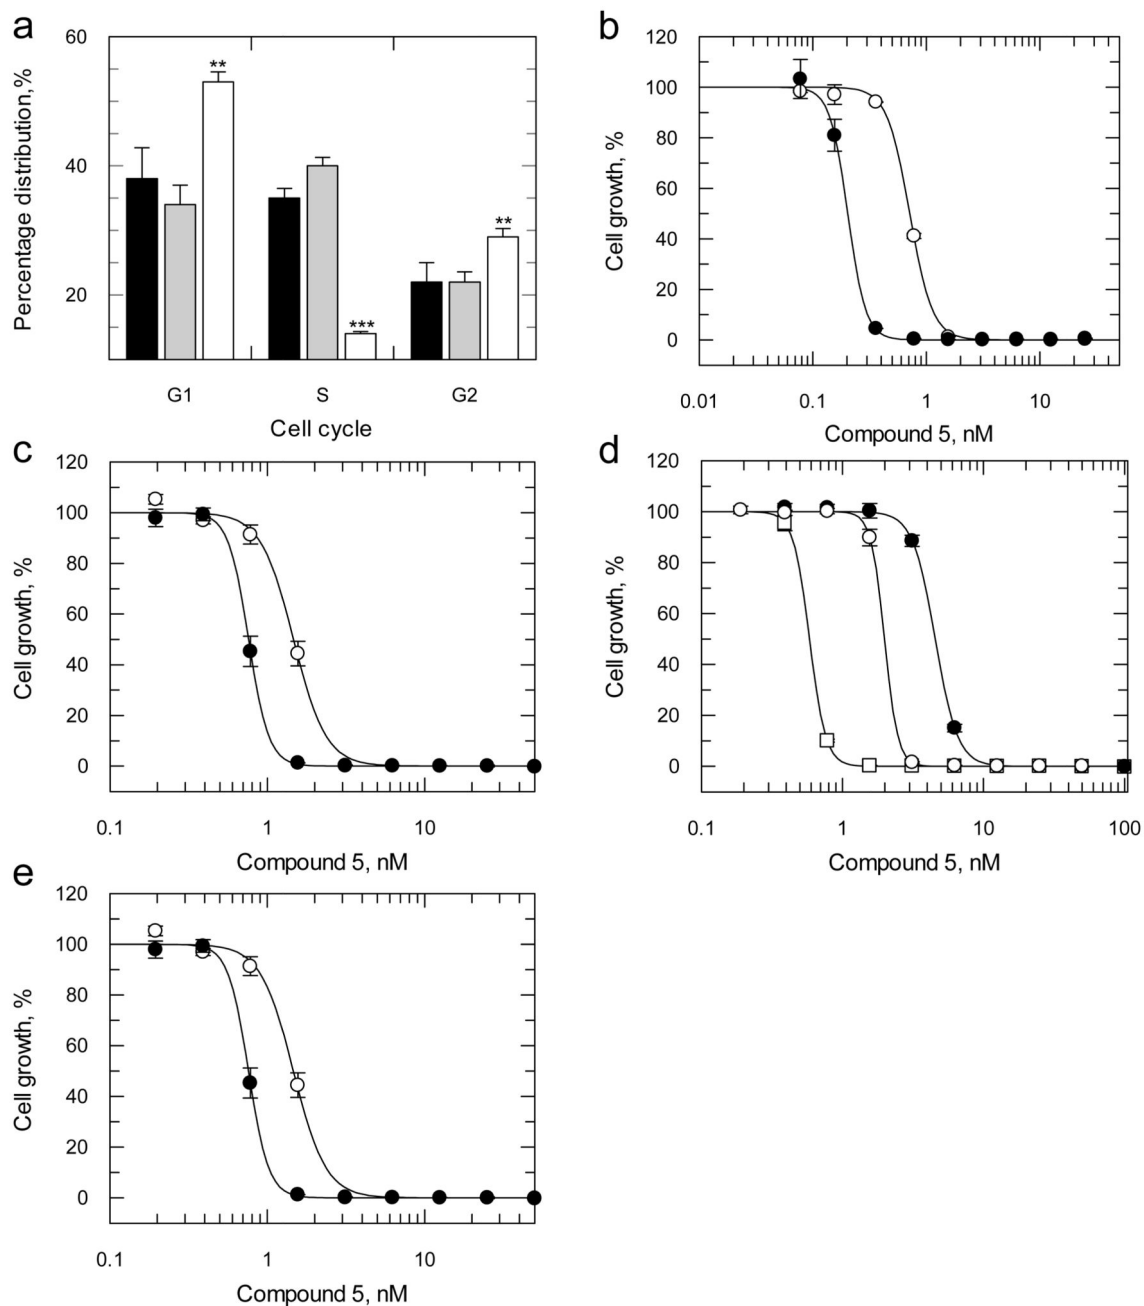 a
Percentage distribution,%
60
40
20
**
***
**
G1 S G2
Cell cycle
b
Cell growth, %
120
100
80
60
40
20
0
0.01 0.1 1 10
Compound 5, nM
c
Cell growth, %
120
100
80
60
40
20
0
0.1 1 10
Compound 5, nM
d
Cell growth, %
120
100
80
60
40
20
0
0.1 1 10 100
Compound 5, nM
e
Cell growth, %
120
100
80
60
40
20
0
0.1 1 10
Compound 5, nM